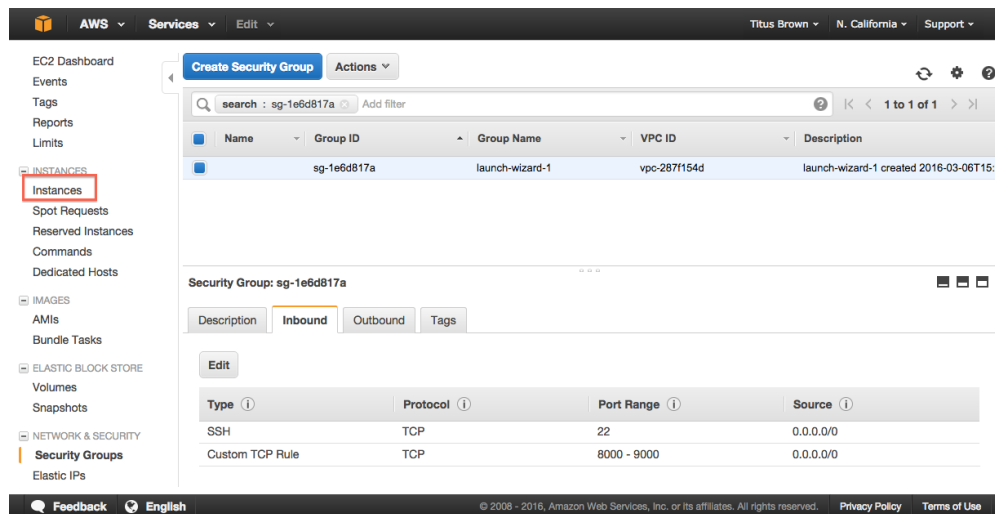 AWS Services Edit Titus Brown N. California Support
EC2 Dashboard
Events
Tags
Reports
Limits
INSTANCES
Instances
Spot Requests
Reserved Instances
Commands
Dedicated Hosts
IMAGES
AMIs
Bundle Tasks
ELASTIC BLOCK STORE
Volumes
Snapshots
NETWORK & SECURITY
Security Groups
Elastic IPs
Create Security Group Actions
search : sg-1e6d817a Add filter 1 to 1 of 1
Name Group ID Group Name VPC ID Description
sg-1e6d817a launch-wizard-1 vpc-287f154d launch-wizard-1 created 2016-03-06T15:
Security Group: sg-1e6d817a
Description Inbound Outbound Tags
Edit
Type Protocol Port Range Source
SSH TCP 22 0.0.0.0/0
Custom TCP Rule TCP 8000 - 9000 0.0.0.0/0
Feedback English © 2008 - 2016, Amazon Web Services, Inc. or its affiliates. All rights reserved. Privacy Policy Terms of Use